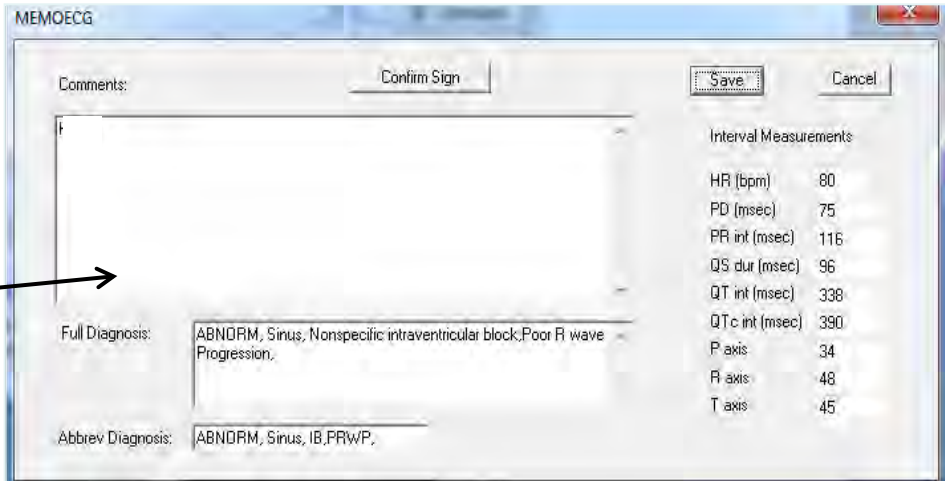 MEMOECG
Comments:
Confirm Sign
Save
Cancel
Interval Measurements
HR (bpm) 80
PD (msec) 75
PR int (msec) 116
QS dur (msec) 96
QT int (msec) 338
QTc int (msec) 390
P axis 34
R axis 48
T axis 45
Full Diagnosis:
ABNORM, Sinus, Nonspecific intraventricular block,Poor R wave
Progression,
Abbrev Diagnosis:
ABNORM, Sinus, IB,PRWP,